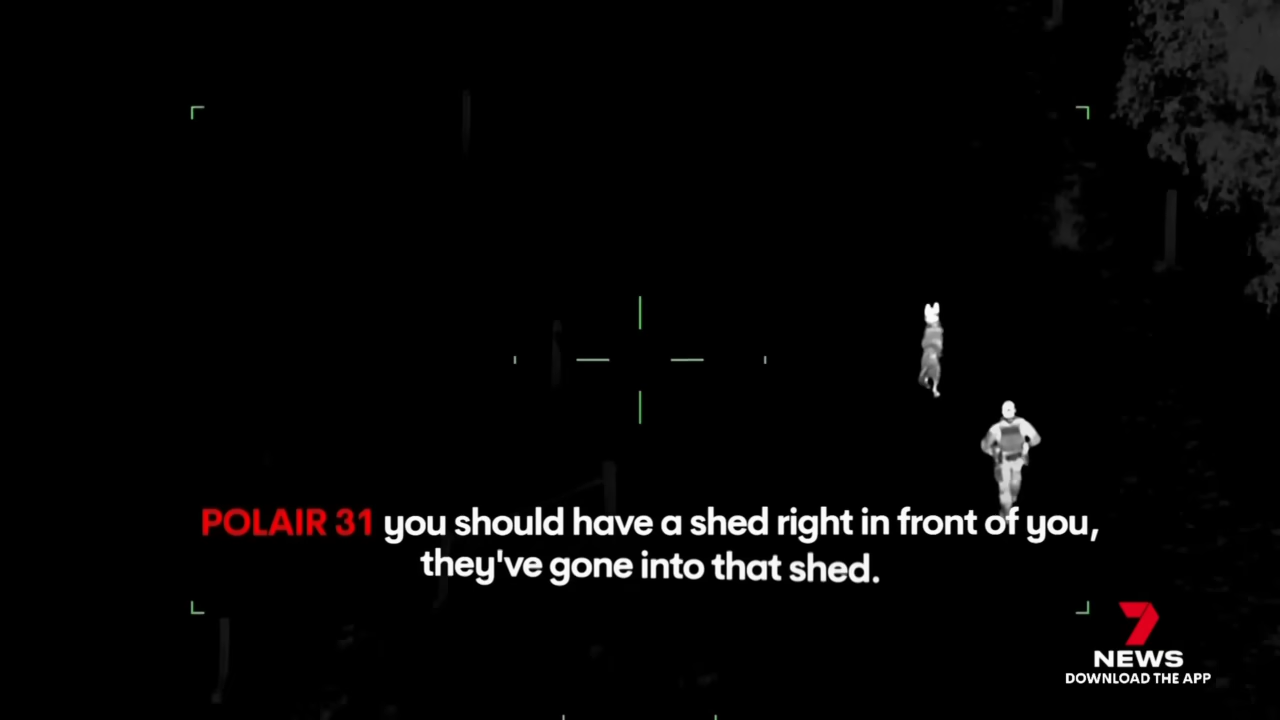 POLAIR 31 you should have a shed right in front of you,
they've gone into that shed.
7
NEWS
DOWNLOAD THE APP